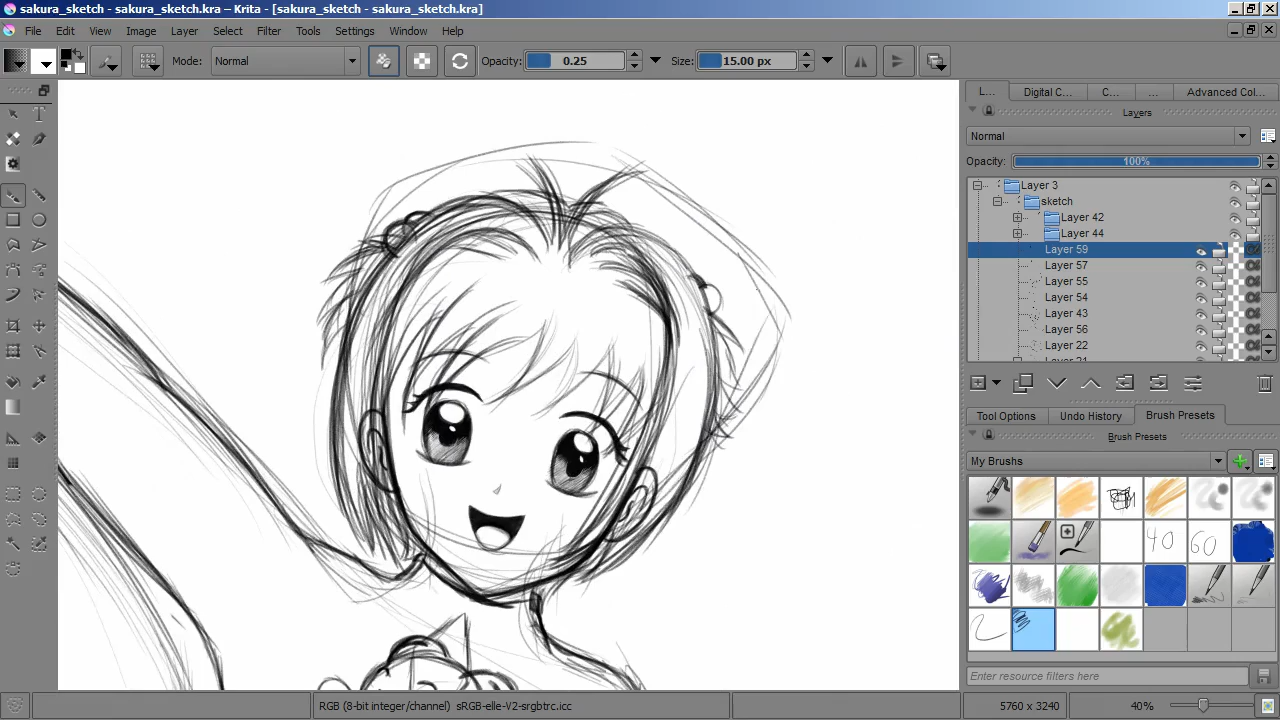 sakura_sketch - sakura_sketch.kra – Krita - [sakura_sketch - sakura_sketch.kra]
File Edit View Image Layer Select Filter Tools Settings Window Help
Mode: Normal Opacity: 0.25 Size: 15.00 px
L... Digital C... C... ... Advanced Col...
Layers
Normal
Opacity: 100%
Layer 3
sketch
Layer 42
Layer 44
Layer 59
Layer 57
Layer 55
Layer 54
Layer 43
Layer 56
Layer 22
Tool Options Undo History Brush Presets
Brush Presets
My Brushes
40 60
Enter resource filters here
RGB (8-bit integer/channel) sRGB-elle-V2-srgbtrc.icc 5760 x 3240 40%